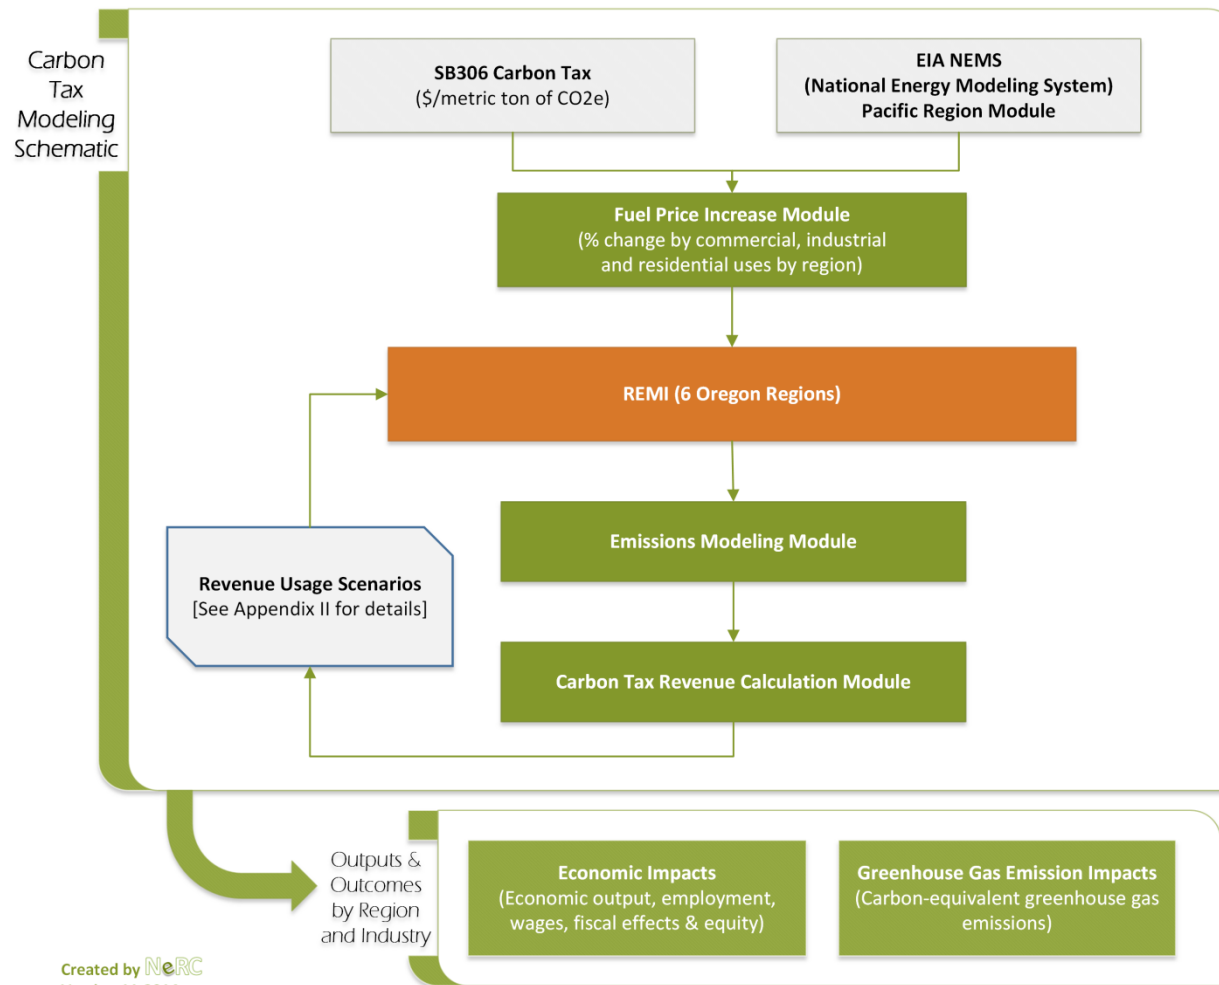 Carbon
Tax
Modeling
Schematic
SB306 Carbon Tax
($/metric ton of CO2e)
EIA NEMS
(National Energy Modeling System)
Pacific Region Module
Fuel Price Increase Module
(% change by commercial, industrial
and residential uses by region)
REMI (6 Oregon Regions)
Emissions Modeling Module
Revenue Usage Scenarios
[See Appendix II for details]
Carbon Tax Revenue Calculation Module
Outputs &
Outcomes
by Region
and Industry
Economic Impacts
(Economic output, employment,
wages, fiscal effects & equity)
Greenhouse Gas Emission Impacts
(Carbon-equivalent greenhouse gas
emissions)
Created by NeRC